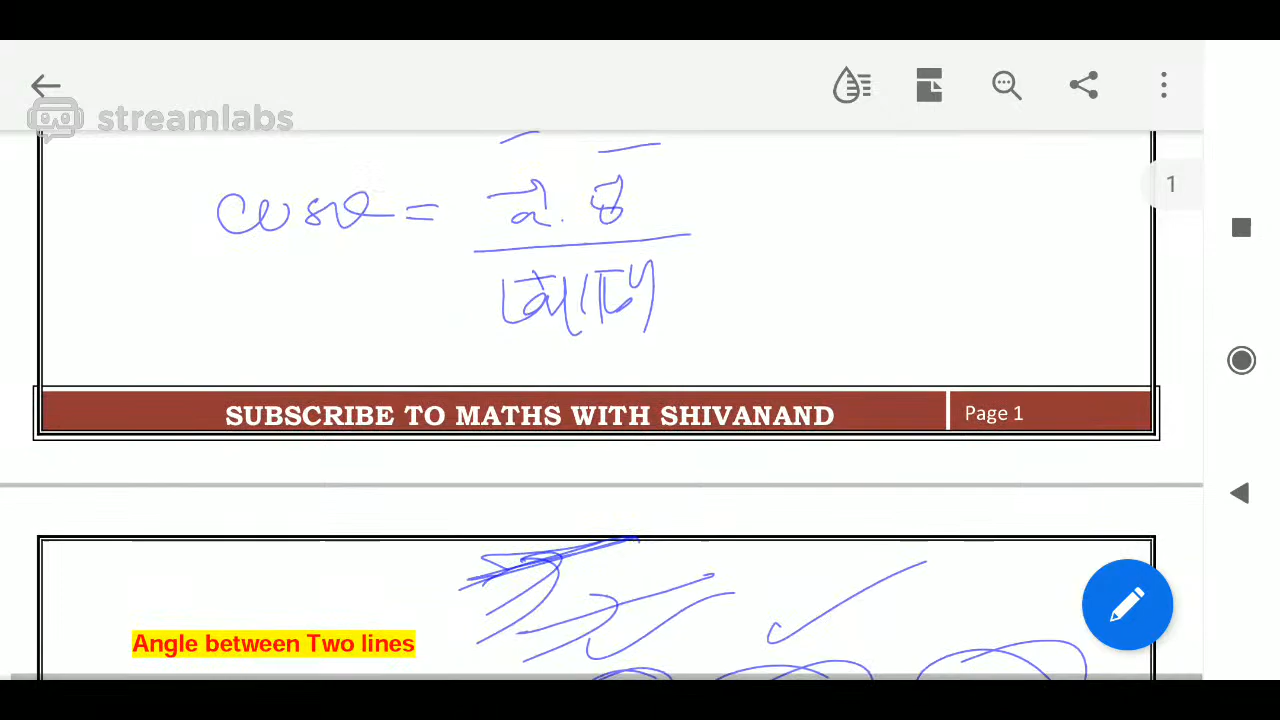 streamlabs
1
cosθ = a⃗ . b⃗
|a⃗||b⃗|
SUBSCRIBE TO MATHS WITH SHIVANAND Page 1
Angle between Two lines